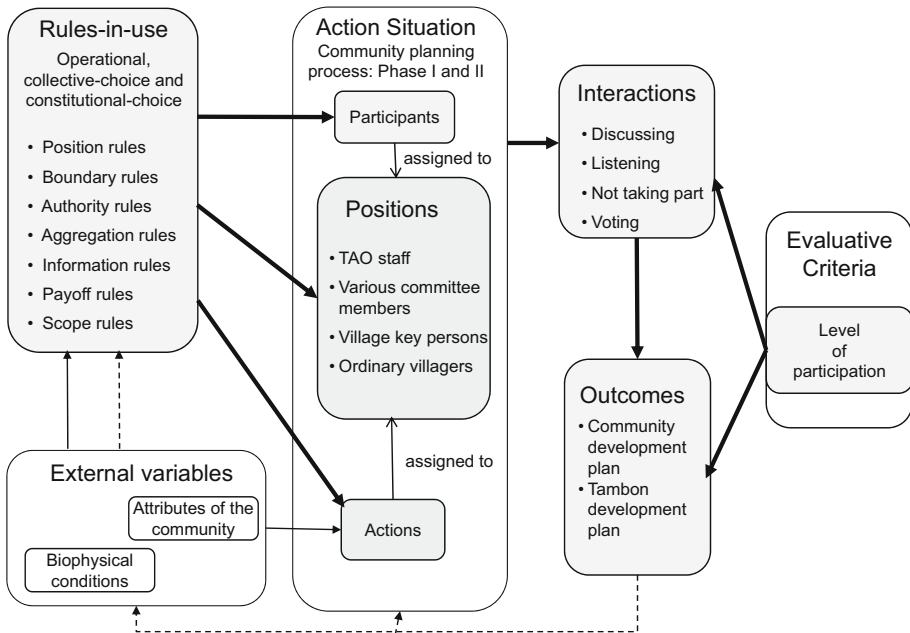 Rules-in-use
Operational,
collective-choice and
constitutional-choice
• Position rules
• Boundary rules
• Authority rules
• Aggregation rules
• Information rules
• Payoff rules
• Scope rules
External variables
Attributes of the
community
Biophysical
conditions
Action Situation
Community planning
process: Phase I and II
Participants
assigned to
Positions
• TAO staff
• Various committee
members
• Village key persons
• Ordinary villagers
assigned to
Actions
Interactions
• Discussing
• Listening
• Not taking part
• Voting
Outcomes
• Community
development
plan
• Tambon
development
plan
Evaluative
Criteria
Level
of
participation